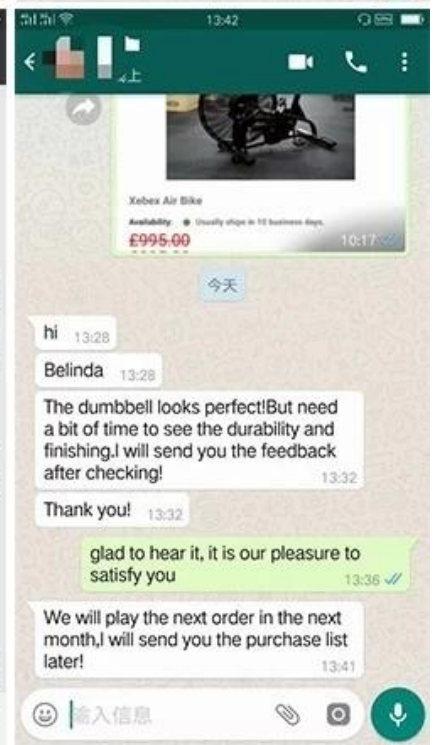 13:42
上
Xebex Air Bike
Availability: Usually ships in 10 business days.
£995.00
10:17
今天
hi 13:28
Belinda 13:28
The dumbbell looks perfect!But need
a bit of time to see the durability and
finishing.I will send you the feedback
after checking!
13:32
Thank you! 13:32
glad to hear it, it is our pleasure to
satisfy you
13:36
We will play the next order in the next
month,I will send you the purchase list
later!
13:41
输入信息